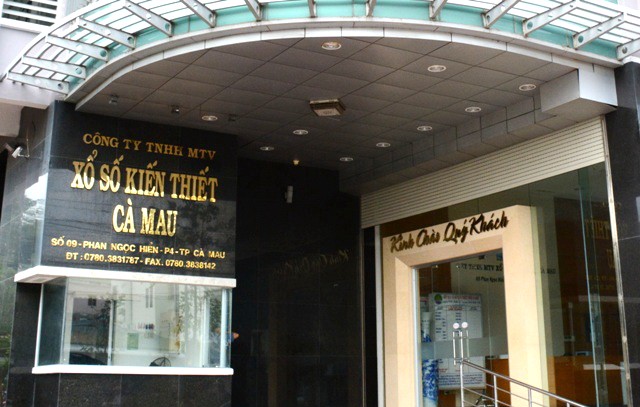 CÔNG TY TNHH MTV
XỔ SỐ KIẾN THIẾT
CÀ MAU
SỐ 09 - PHAN NGỌC HIỂN - P4 - TP CÀ MAU
ĐT : 0780.3831787 - FAX. 0780.3838142
Kính Chào Quý Khách